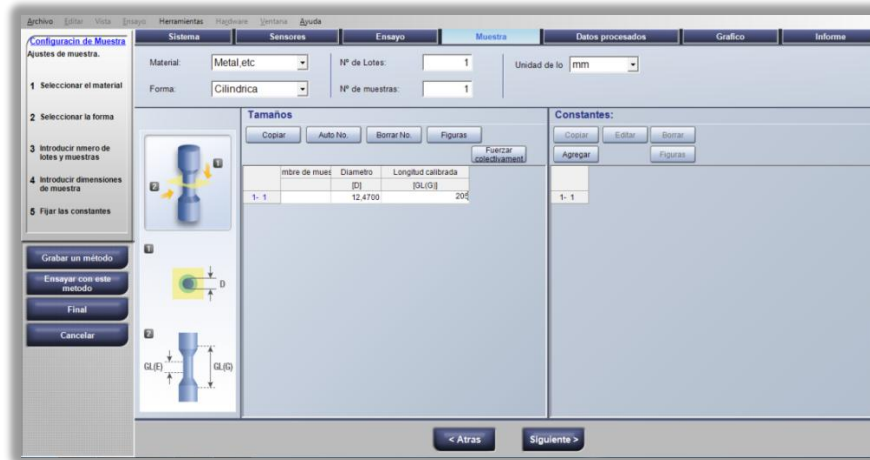 Archivo Editar Vista Ensayo Herramientas Hardware Ventana Ayuda
Configuracin de Muestra
Ajustes de muestra.
1 Seleccionar el material
2 Seleccionar la forma
3 Introducir nmero de
lotes y muestras
4 Introducir dimensiones
de muestra
5 Fijar las constantes
Grabar un método
Ensayar con este
metodo
Final
Cancelar
Sistema Sensores Ensayo Muestra Datos procesados Grafico Informe
Material: Metal,etc Nº de Lotes: 1 Unidad de lo mm
Forma: Cilindrica Nº de muestras: 1
Tamaños
Copiar Auto No. Borrar No. Figuras
Fuerzar
colectivament
mbre de mues Diametro Longitud calibrada
[D] [GL(G)]
1- 1 12,4700 205
Constantes:
Copiar Editar Borrar
Agregar Figuras
1- 1
1
2
1
D
2
GL(E) GL(G)
< Atras Siguiente >